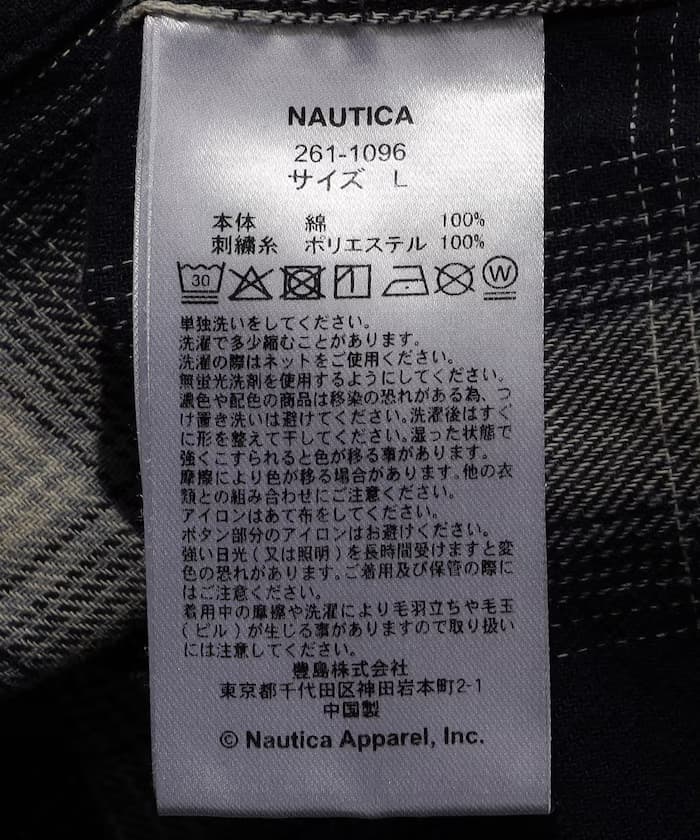 NAUTICA
261-1096
サイズ L
本体 綿 100%
刺繍糸 ポリエステル 100%
30 W
単独洗いをしてください。
洗濯で多少縮むことがあります。
洗濯の際はネットをご使用ください。
無蛍光洗剤を使用するようにしてください。
濃色や配色の商品は移染の恐れがある為、つ
け置き洗いは避けてください。洗濯後はすぐ
に形を整えて干してください。湿った状態で
強くこすられると色が移る事があります。
摩擦により色が移る場合があります。他の衣
類との組み合わせにご注意ください。
アイロンはあて布をしてください。
ボタン部分のアイロンはお避けください。
強い日光(又は照明)を長時間受けますと変
色の恐れがあります。ご着用及び保管の際に
はご注意ください。
着用中の摩擦や洗濯により毛羽立ちや毛玉
(ピル)が生じる事がありますので取り扱い
には注意してください。
豊島株式会社
東京都千代田区神田岩本町2-1
中国製
© Nautica Apparel, Inc.